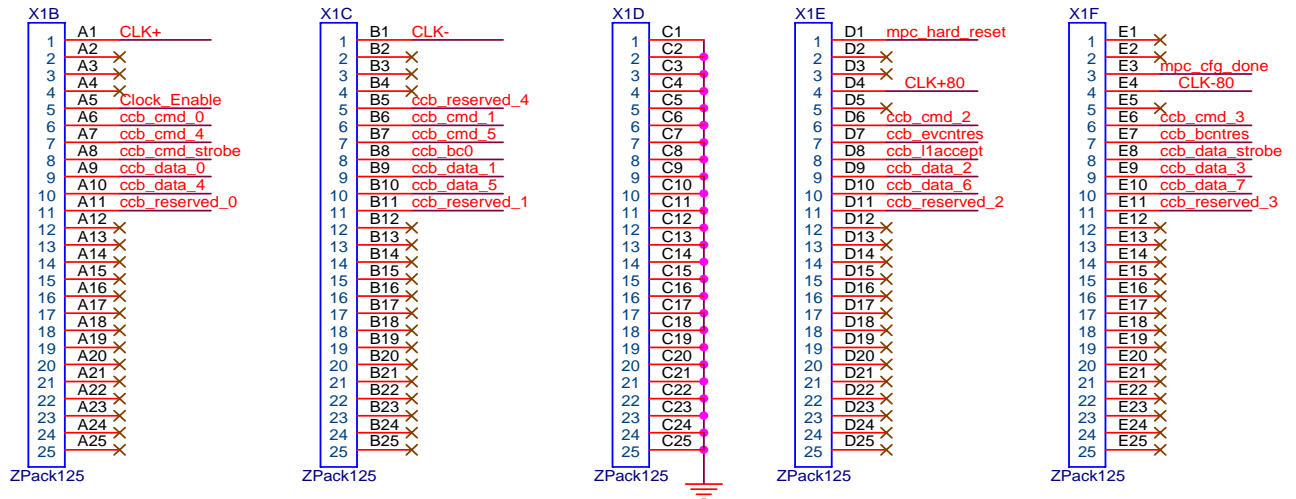 X1B X1C X1D X1E X1F
1 A1 CLK+ 1 B1 CLK- 1 C1 1 D1 mpc_hard_reset 1 E1
2 A2 2 B2 2 C2 2 D2 2 E2
3 A3 3 B3 3 C3 3 D3 3 E3 mpc_cfg_done
4 A4 4 B4 4 C4 4 D4 CLK+80 4 E4 CLK-80
5 A5 Clock_Enable 5 B5 ccb_reserved_4 5 C5 5 D5 5 E5
6 A6 ccb_cmd_0 6 B6 ccb_cmd_1 6 C6 6 D6 ccb_cmd_2 6 E6 ccb_cmd_3
7 A7 ccb_cmd_4 7 B7 ccb_cmd_5 7 C7 7 D7 ccb_evcntres 7 E7 ccb_bcntres
8 A8 ccb_cmd_strobe 8 B8 ccb_bc0 8 C8 8 D8 ccb_l1accept 8 E8 ccb_data_strobe
9 A9 ccb_data_0 9 B9 ccb_data_1 9 C9 9 D9 ccb_data_2 9 E9 ccb_data_3
10 A10 ccb_data_4 10 B10 ccb_data_5 10 C10 10 D10 ccb_data_6 10 E10 ccb_data_7
11 A11 ccb_reserved_0 11 B11 ccb_reserved_1 11 C11 11 D11 ccb_reserved_2 11 E11 ccb_reserved_3
12 A12 12 B12 12 C12 12 D12 12 E12
13 A13 13 B13 13 C13 13 D13 13 E13
14 A14 14 B14 14 C14 14 D14 14 E14
15 A15 15 B15 15 C15 15 D15 15 E15
16 A16 16 B16 16 C16 16 D16 16 E16
17 A17 17 B17 17 C17 17 D17 17 E17
18 A18 18 B18 18 C18 18 D18 18 E18
19 A19 19 B19 19 C19 19 D19 19 E19
20 A20 20 B20 20 C20 20 D20 20 E20
21 A21 21 B21 21 C21 21 D21 21 E21
22 A22 22 B22 22 C22 22 D22 22 E22
23 A23 23 B23 23 C23 23 D23 23 E23
24 A24 24 B24 24 C24 24 D24 24 E24
25 A25 25 B25 25 C25 25 D25 25 E25
ZPack125 ZPack125 ZPack125 ZPack125 ZPack125